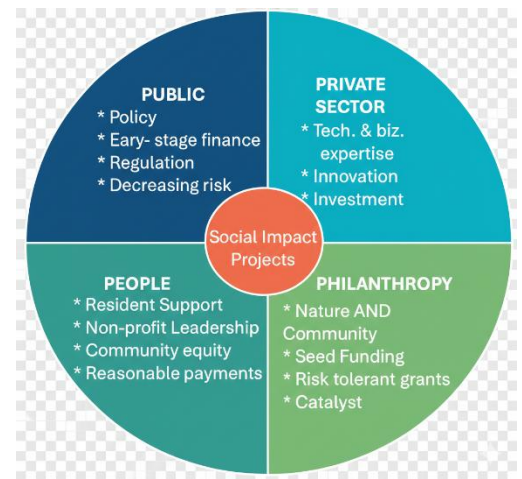 PUBLIC
* Policy
* Eary- stage finance
* Regulation
* Decreasing risk
PRIVATE
SECTOR
* Tech. & biz.
expertise
* Innovation
* Investment
Social Impact
Projects
PEOPLE
* Resident Support
* Non-profit Leadership
* Community equity
* Reasonable payments
PHILANTHROPY
* Nature AND
Community
* Seed Funding
* Risk tolerant grants
* Catalyst